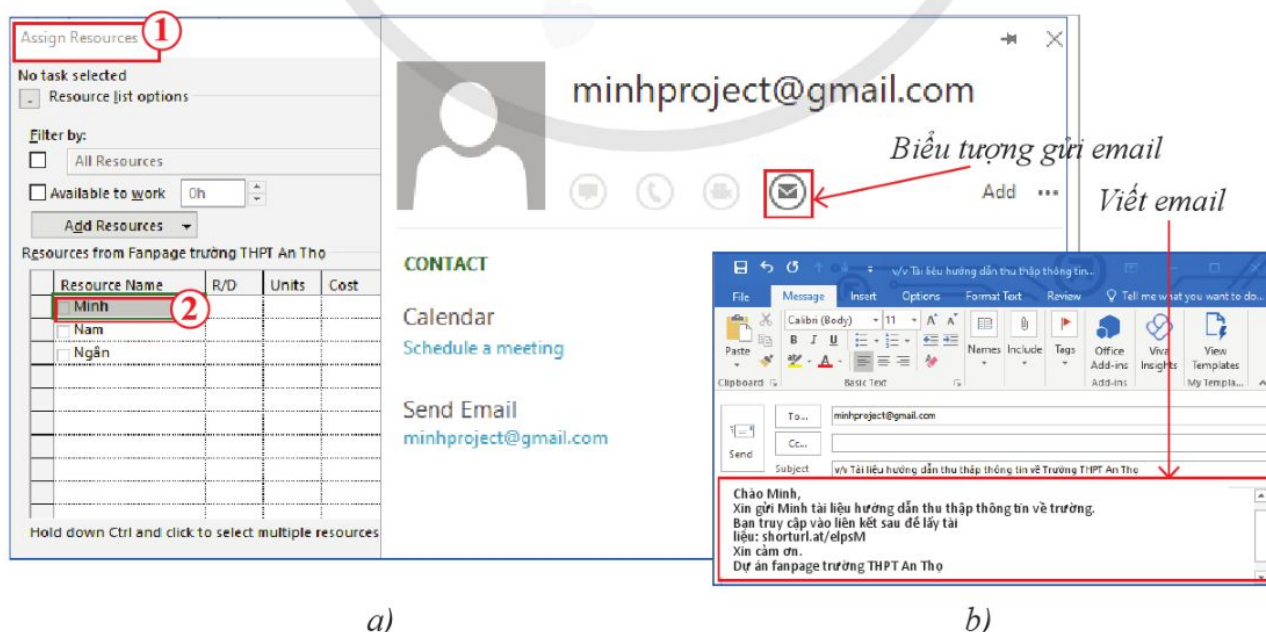 Assign Resources
1
No task selected
Resource list options
Filter by:
All Resources
Available to work 0h
Add Resources
Resources from Fanpage trường THPT An Thọ
Resource Name R/D Units Cost
Minh
2
Nam
Ngân
Hold down Ctrl and click to select multiple resources
minhproject@gmail.com
Biểu tượng gửi email
Add
Viết email
CONTACT
Calendar
Schedule a meeting
Send Email
minhproject@gmail.com
v/v Tài liệu hướng dẫn thu thập thông tin...
File Message Insert Options Format Text Review Tell me what you want to do...
Calibri (Body) 11 A A
Paste B I U Names Include Tags Office Add-ins Viva Insights View Templates
Clipboard Basic Text Add-ins My Templa...
To... minhproject@gmail.com
Cc...
Send
Subject v/v Tài liệu hướng dẫn thu thập thông tin về Trường THPT An Thọ
Chào Minh,
Xin gửi Minh tài liệu hướng dẫn thu thập thông tin về trường.
Bạn truy cập vào liên kết sau để lấy tài
liệu: shorturl.at/elpsM
Xin cảm ơn.
Dự án fanpage trường THPT An Thọ
a)
b)